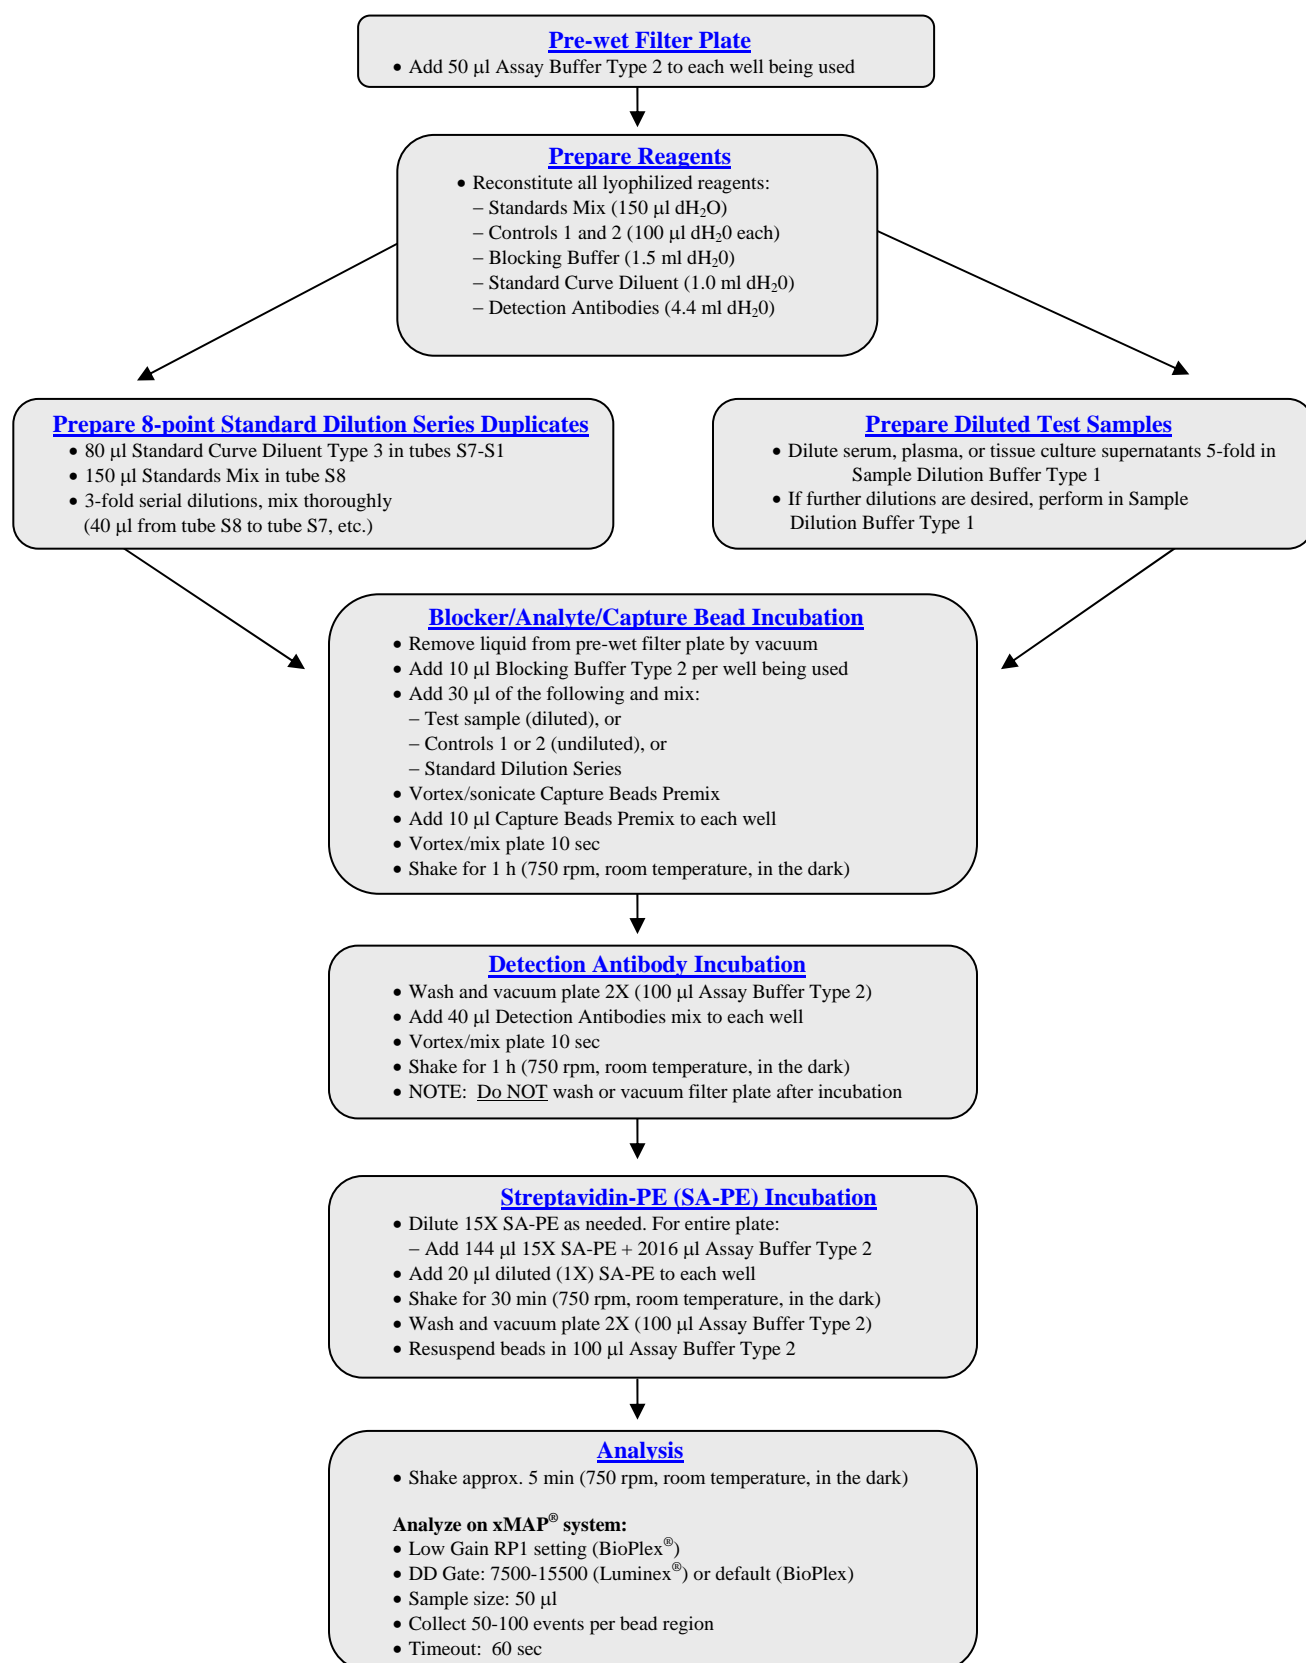 Pre-wet Filter Plate
• Add 50 μl Assay Buffer Type 2 to each well being used
Prepare Reagents
• Reconstitute all lyophilized reagents:
– Standards Mix (150 μl dH₂O)
– Controls 1 and 2 (100 μl dH₂0 each)
– Blocking Buffer (1.5 ml dH₂0)
– Standard Curve Diluent (1.0 ml dH₂0)
– Detection Antibodies (4.4 ml dH₂0)
Prepare 8-point Standard Dilution Series Duplicates
• 80 μl Standard Curve Diluent Type 3 in tubes S7-S1
• 150 μl Standards Mix in tube S8
• 3-fold serial dilutions, mix thoroughly
(40 μl from tube S8 to tube S7, etc.)
Prepare Diluted Test Samples
• Dilute serum, plasma, or tissue culture supernatants 5-fold in
Sample Dilution Buffer Type 1
• If further dilutions are desired, perform in Sample
Dilution Buffer Type 1
Blocker/Analyte/Capture Bead Incubation
• Remove liquid from pre-wet filter plate by vacuum
• Add 10 μl Blocking Buffer Type 2 per well being used
• Add 30 μl of the following and mix:
– Test sample (diluted), or
– Controls 1 or 2 (undiluted), or
– Standard Dilution Series
• Vortex/sonicate Capture Beads Premix
• Add 10 μl Capture Beads Premix to each well
• Vortex/mix plate 10 sec
• Shake for 1 h (750 rpm, room temperature, in the dark)
Detection Antibody Incubation
• Wash and vacuum plate 2X (100 μl Assay Buffer Type 2)
• Add 40 μl Detection Antibodies mix to each well
• Vortex/mix plate 10 sec
• Shake for 1 h (750 rpm, room temperature, in the dark)
• NOTE: Do NOT wash or vacuum filter plate after incubation
Streptavidin-PE (SA-PE) Incubation
• Dilute 15X SA-PE as needed. For entire plate:
– Add 144 μl 15X SA-PE + 2016 μl Assay Buffer Type 2
• Add 20 μl diluted (1X) SA-PE to each well
• Shake for 30 min (750 rpm, room temperature, in the dark)
• Wash and vacuum plate 2X (100 μl Assay Buffer Type 2)
• Resuspend beads in 100 μl Assay Buffer Type 2
Analysis
• Shake approx. 5 min (750 rpm, room temperature, in the dark)
Analyze on xMAP® system:
• Low Gain RP1 setting (BioPlex®)
• DD Gate: 7500-15500 (Luminex®) or default (BioPlex)
• Sample size: 50 μl
• Collect 50-100 events per bead region
• Timeout: 60 sec